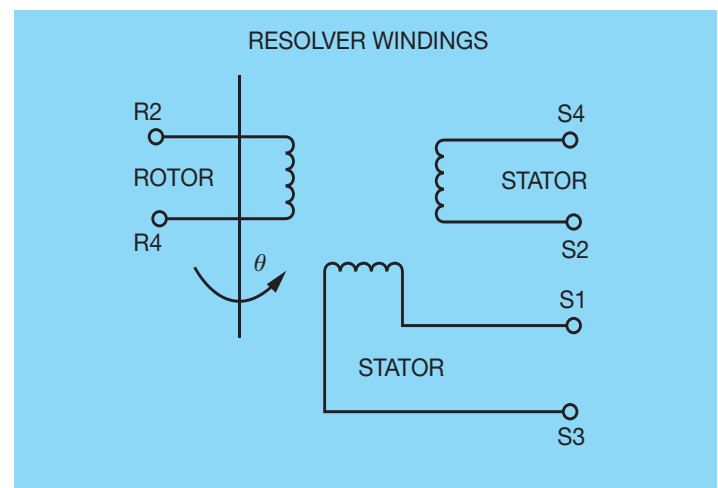 RESOLVER WINDINGS
R2
S4
ROTOR
STATOR
R4
S2
θ
S1
STATOR
S3